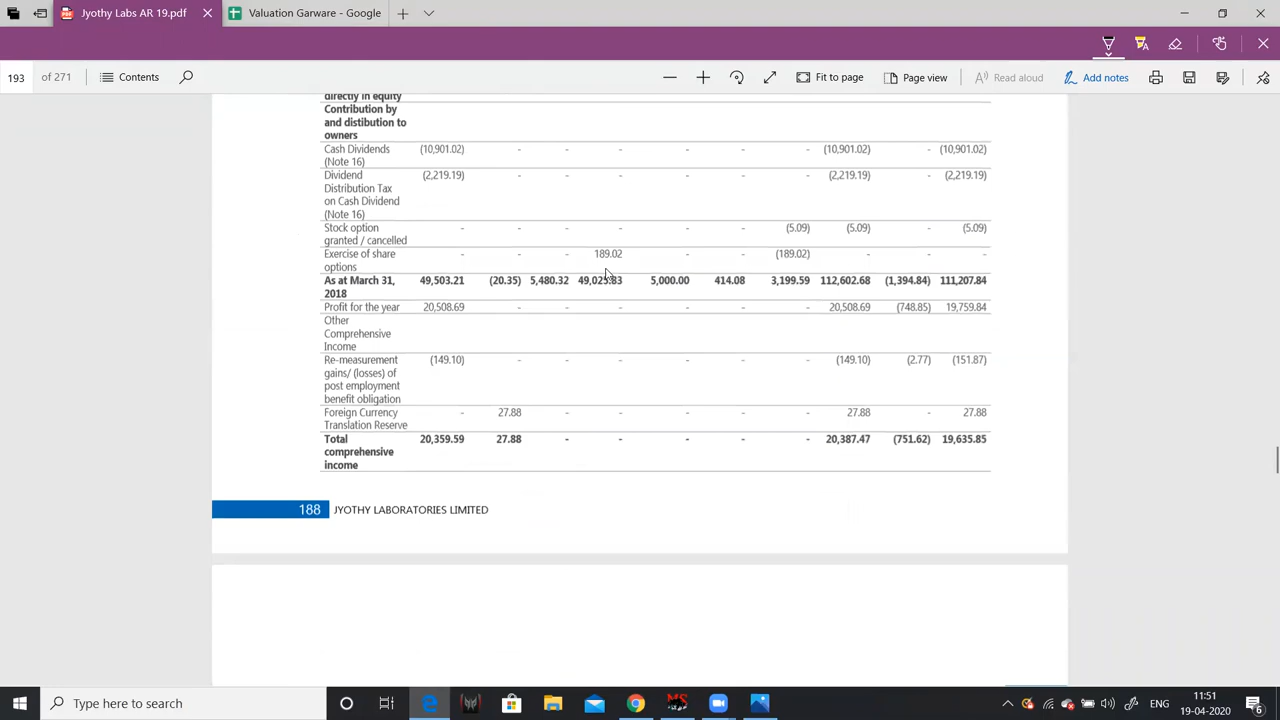 Jyothy Labs AR 19.pdf
Valuation Garware - Google
193 of 271 Contents Fit to page Page view Read aloud Add notes
directly in equity
Contribution by
and distibution to
owners
Cash Dividends (10,901.02) - - - - - - (10,901.02) - (10,901.02)
(Note 16)
Dividend (2,219.19) - - - - - - (2,219.19) - (2,219.19)
Distribution Tax
on Cash Dividend
(Note 16)
Stock option - - - - - - (5.09) (5.09) - (5.09)
granted / cancelled
Exercise of share - - - 189.02 - - (189.02) - - -
options
As at March 31, 49,503.21 (20.35) 5,480.32 49,025.83 5,000.00 414.08 3,199.59 112,602.68 (1,394.84) 111,207.84
2018
Profit for the year 20,508.69 - - - - - - 20,508.69 (748.85) 19,759.84
Other
Comprehensive
Income
Re-measurement (149.10) - - - - - - (149.10) (2.77) (151.87)
gains/ (losses) of
post employment
benefit obligation
Foreign Currency - 27.88 - - - - - 27.88 - 27.88
Translation Reserve
Total 20,359.59 27.88 - - - - - 20,387.47 (751.62) 19,635.85
comprehensive
income
188 JYOTHY LABORATORIES LIMITED
Type here to search
ENG
11:51
19-04-2020
6